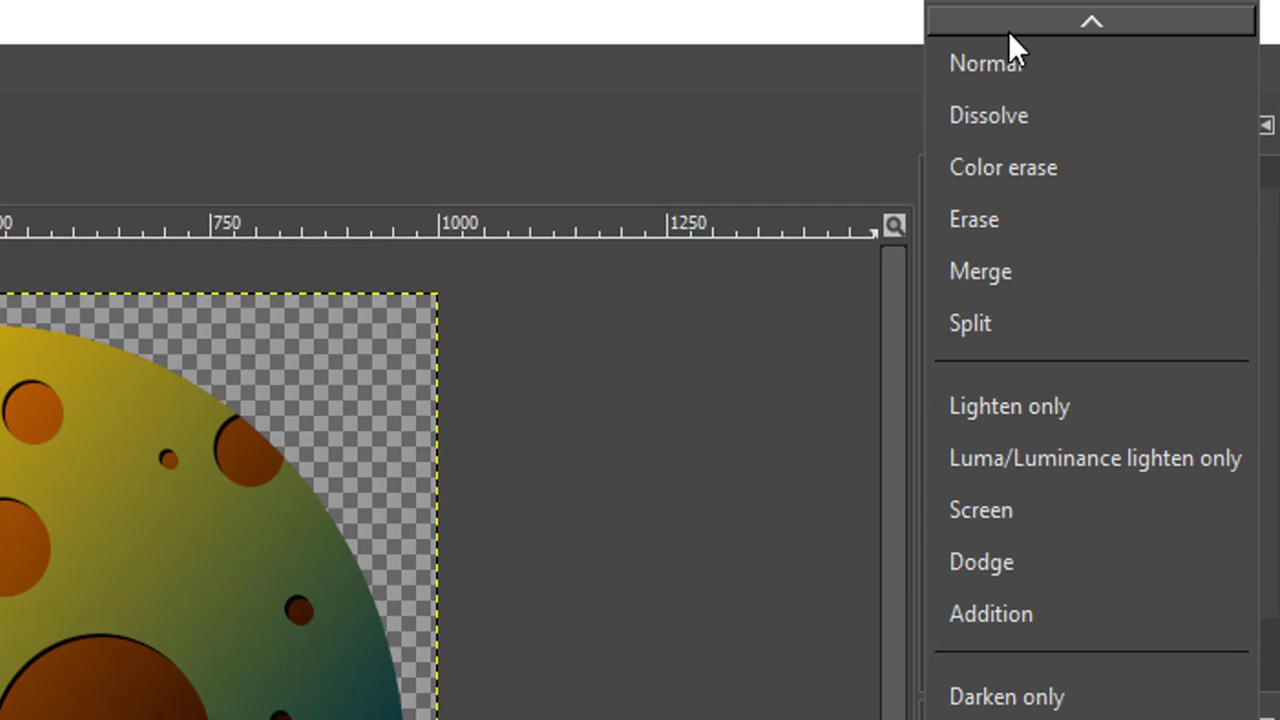 Normal
Dissolve
Color erase
Erase
Merge
Split
Lighten only
Luma/Luminance lighten only
Screen
Dodge
Addition
Darken only
00
750
1000
1250